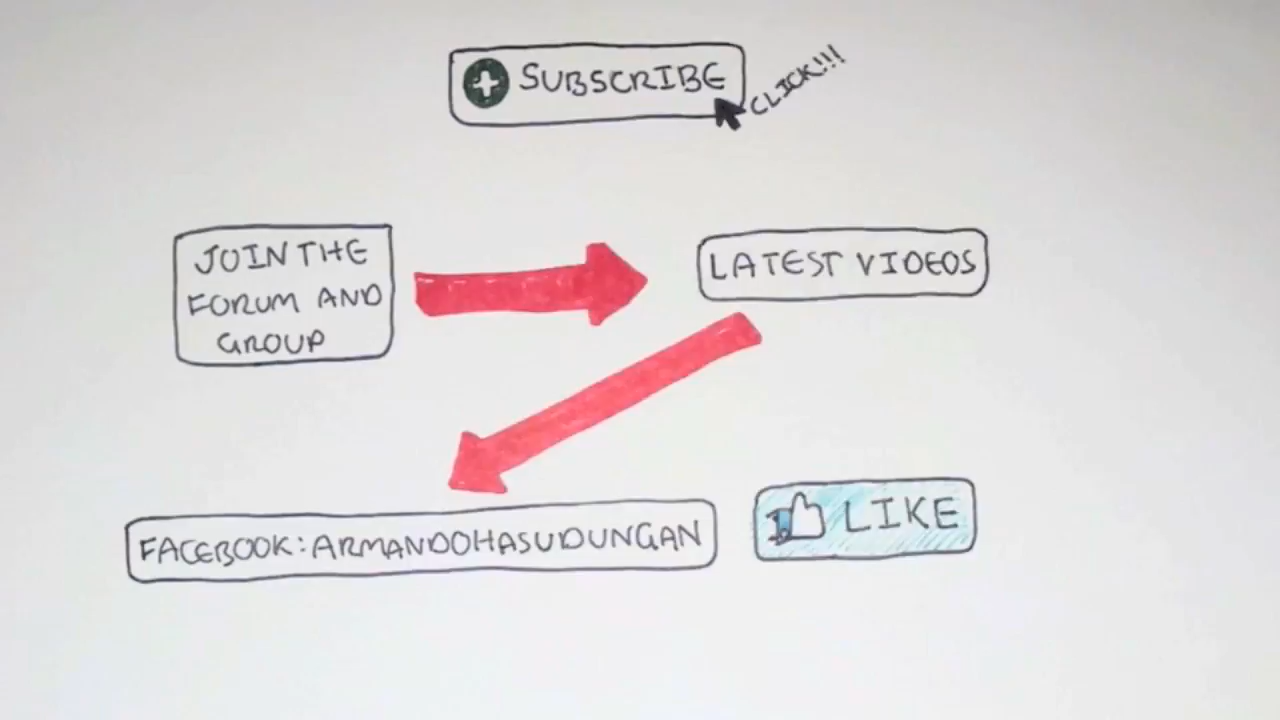 SUBSCRIBE
CLICK!!!
JOIN THE
FORUM AND
GROUP
LATEST VIDEOS
FACEBOOK: ARMANDOHASUDUNGAN
LIKE